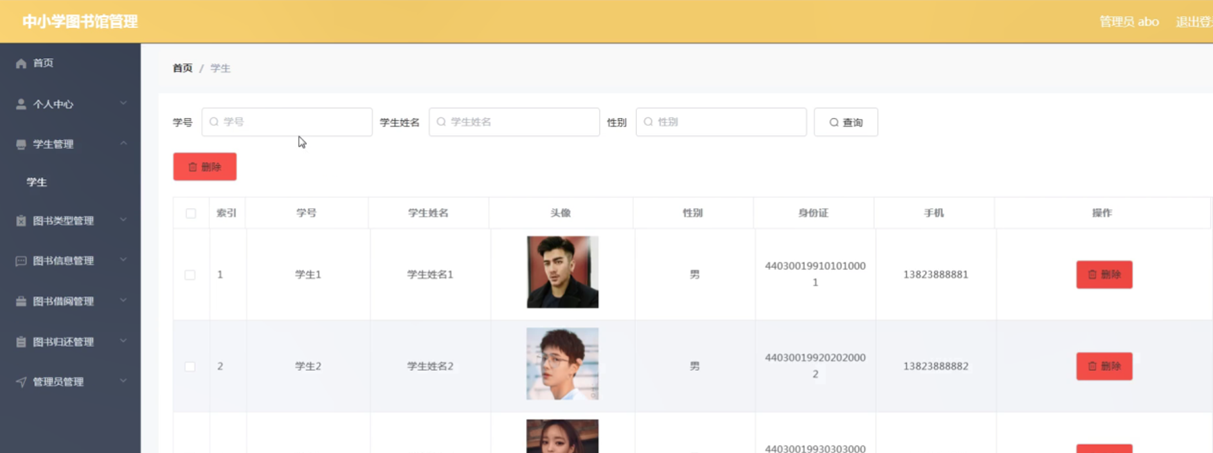 中小学图书馆管理
管理员 abo 退出登
首页
个人中心
学生管理
学生
图书类型管理
图书信息管理
图书借阅管理
图书归还管理
管理员管理
首页 / 学生
学号 学号 学生姓名 学生姓名 性别 性别 查询
删除
索引 学号 学生姓名 头像 性别 身份证 手机 操作
1 学生1 学生姓名1 男 44030019910101000
1 13823888881 删除
2 学生2 学生姓名2 男 44030019920202000
2 13823888882 删除
44030019930303000